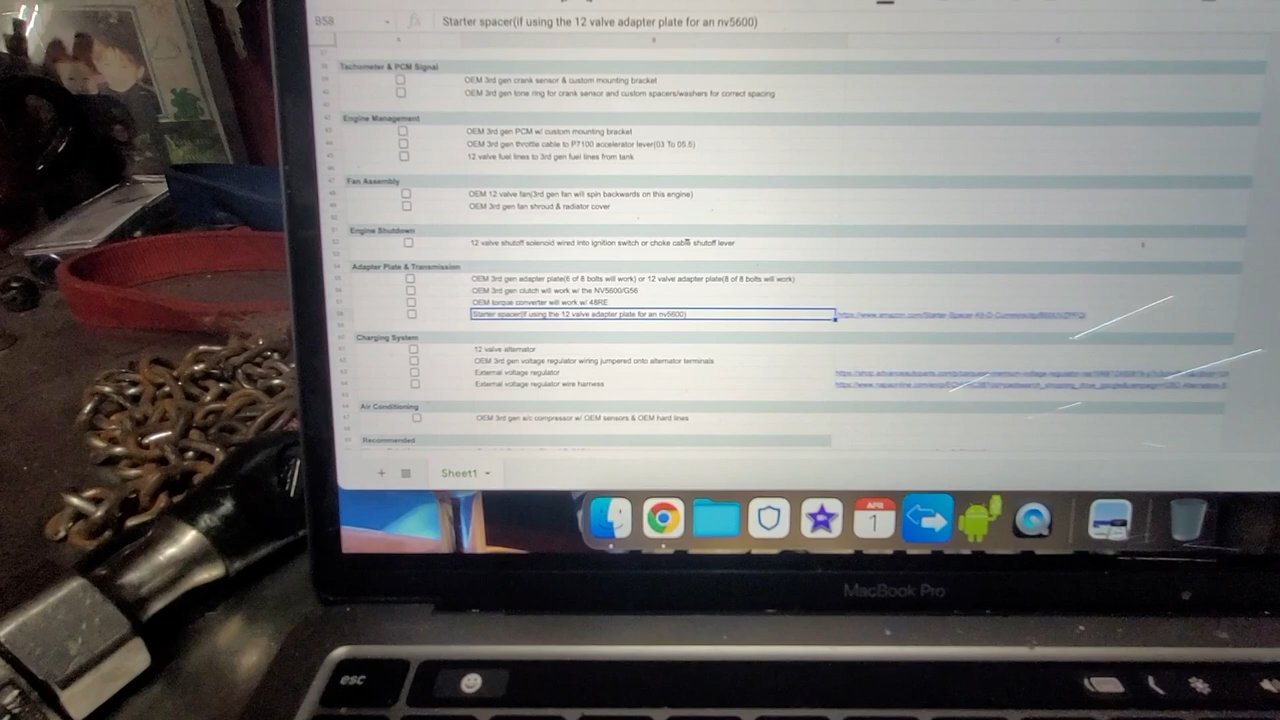 B58 fx Starter spacer(if using the 12 valve adapter plate for an nv5600)
A B C
Tachometer & PCM Signal
OEM 3rd gen crank sensor & custom mounting bracket
OEM 3rd gen tone ring for crank sensor and custom spacers/washers for correct spacing
Engine Management
OEM 3rd gen PCM w/ custom mounting bracket
OEM 3rd gen throttle cable to P7100 accelerator lever(03 To 05.5)
12 valve fuel lines to 3rd gen fuel lines from tank
Fan Assembly
OEM 12 valve fan(3rd gen fan will spin backwards on this engine)
OEM 3rd gen fan shroud & radiator cover
Engine Shutdown
12 valve shutoff solenoid wired into ignition switch or choke cable shutoff lever
Adapter Plate & Transmission
OEM 3rd gen adapter plate(6 of 8 bolts will work) or 12 valve adapter plate(8 of 8 bolts will work)
OEM 3rd gen clutch will work w/ the NV5600/G56
OEM torque converter will work w/ 48RE
Starter spacer(if using the 12 valve adapter plate for an nv5600)
Charging System
12 valve alternator
OEM 3rd gen voltage regulator wiring jumpered onto alternator terminals
External voltage regulator
External voltage regulator wire harness
Air Conditioning
OEM 3rd gen a/c compressor w/ OEM sensors & OEM hard lines
Recommended
+ Sheet1
APR
1
MacBook Pro
esc